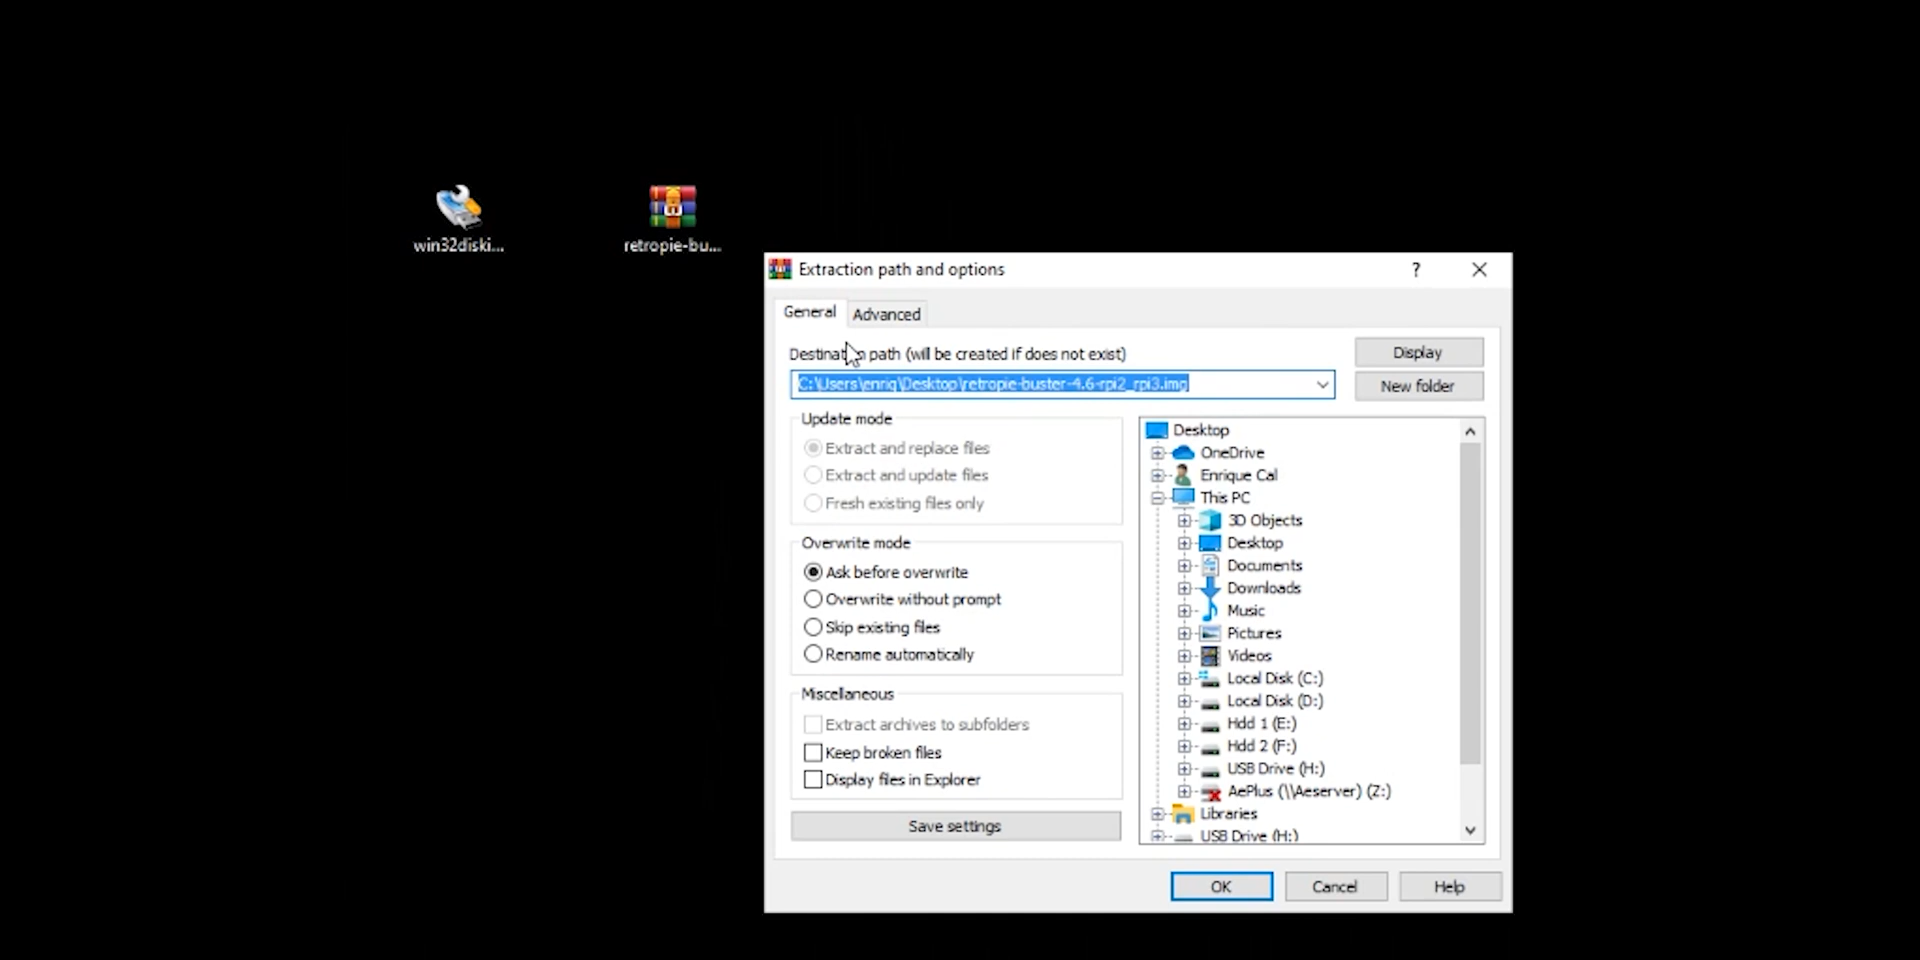 win32diski...
retropie-bu...
Extraction path and options
?
General
Advanced
Destination path (will be created if does not exist)
Display
C:\Users\enriq\Desktop\retropie-buster-4.6-rpi2_rpi3.img
New folder
Update mode
Extract and replace files
Extract and update files
Fresh existing files only
Overwrite mode
Ask before overwrite
Overwrite without prompt
Skip existing files
Rename automatically
Miscellaneous
Extract archives to subfolders
Keep broken files
Display files in Explorer
Save settings
Desktop
OneDrive
Enrique Cal
This PC
3D Objects
Desktop
Documents
Downloads
Music
Pictures
Videos
Local Disk (C:)
Local Disk (D:)
Hdd 1 (E:)
Hdd 2 (F:)
USB Drive (H:)
AePlus (\\Aeserver) (Z:)
Libraries
USB Drive (H:)
OK
Cancel
Help